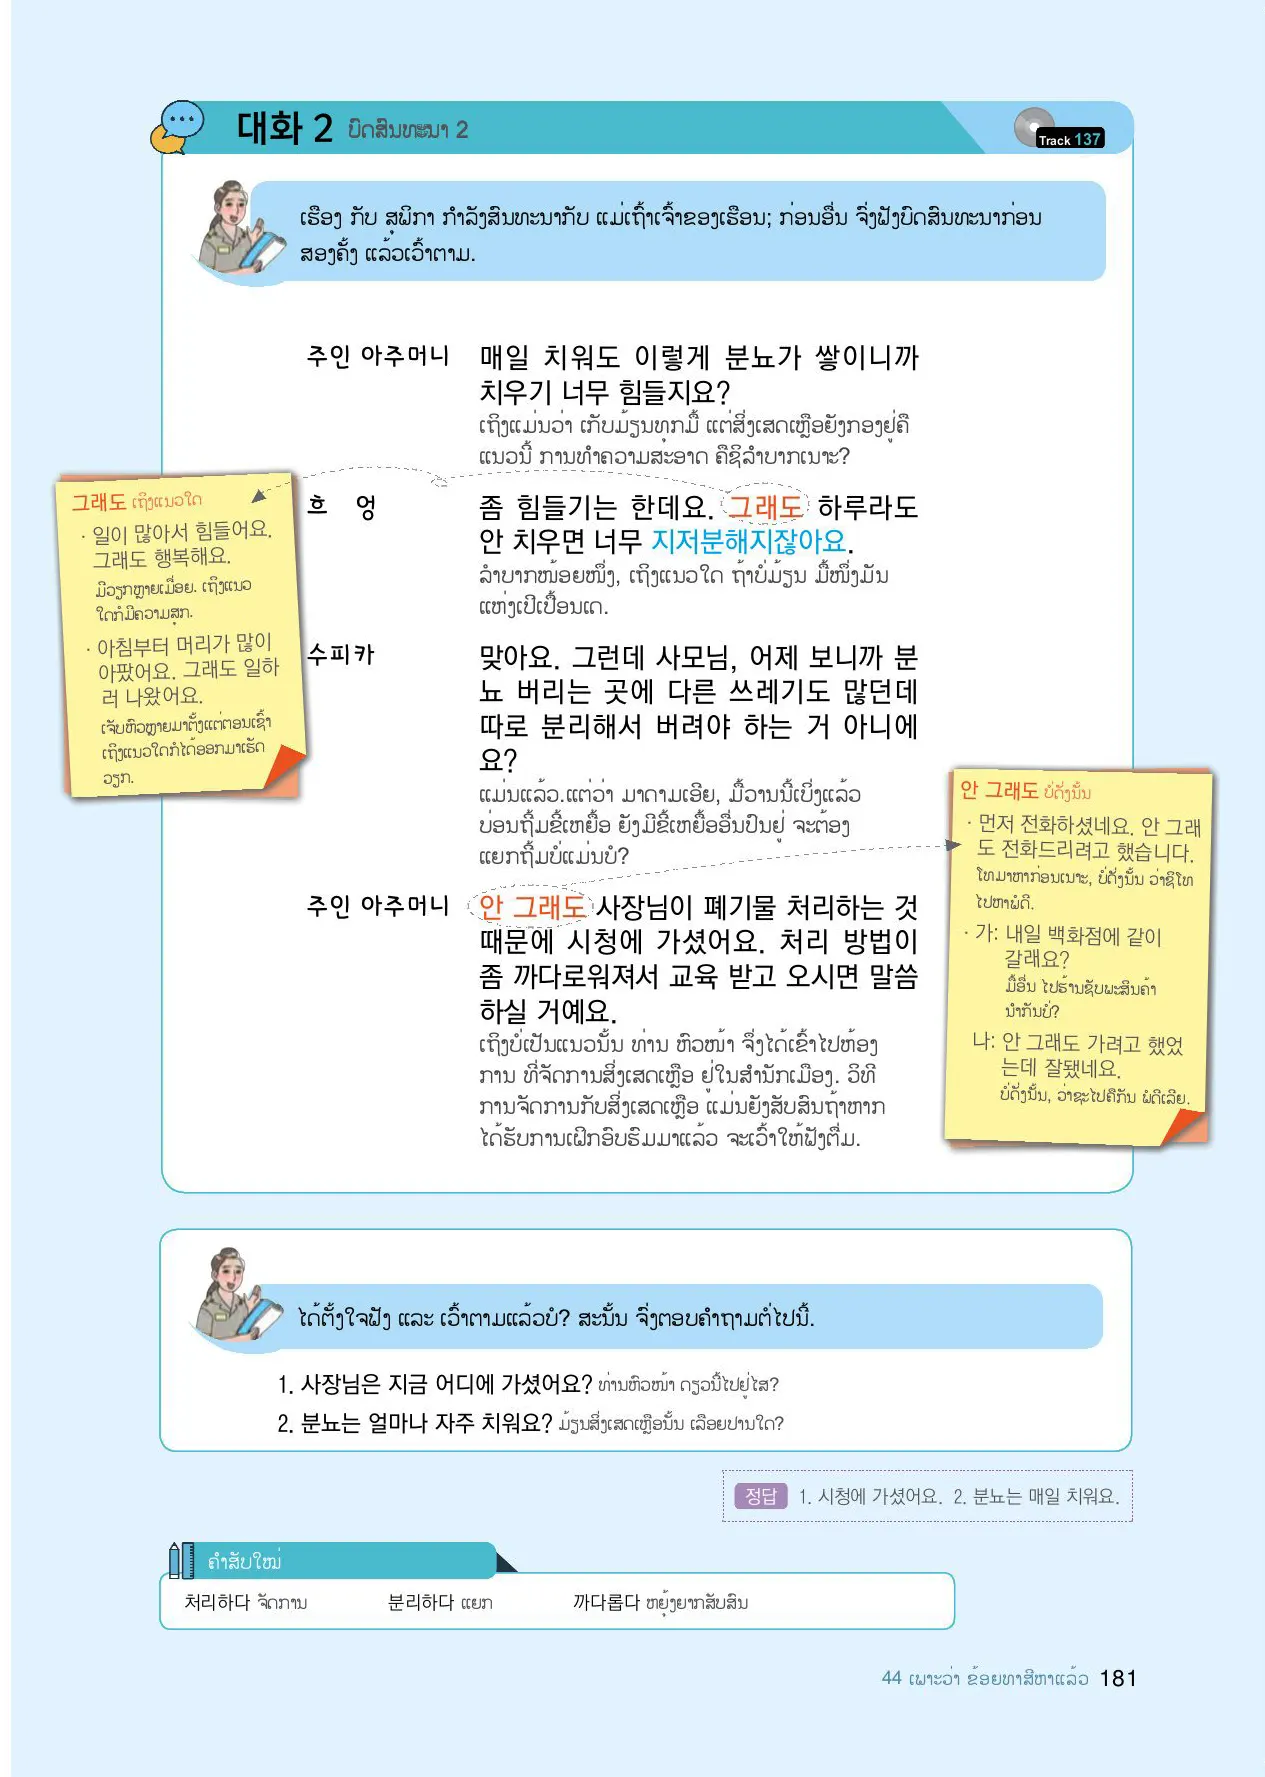 대화 2 ບົດສົນທະນາ 2
Track 137
ເຮືອງ ກັບ ສຸພິກາ ກຳລັງສົນທະນາກັບ ແມ່ເຖົ້າເຈົ້າຂອງເຮືອນ; ກ່ອນອື່ນ ຈົ່ງຟັງບົດສົນທະນາກ່ອນ
ສອງຄັ້ງ ແລ້ວເວົ້າຕາມ.
주인 아주머니 매일 치워도 이렇게 분뇨가 쌓이니까
치우기 너무 힘들지요?
ເຖິງແມ່ນວ່າ ເກັບມ້ຽນທຸກມື້ ແຕ່ສິ່ງເສດເຫຼືອຍັງກອງຢູ່ຄື
ແນວນີ້ ການທຳຄວາມສະອາດ ຄືຊິລຳບາກເນາະ?
흐 엉 좀 힘들기는 한데요. 그래도 하루라도
안 치우면 너무 지저분해지잖아요.
ລຳບາກໜ້ອຍໜຶ່ງ, ເຖິງແນວໃດ ຖ້າບໍ່ມ້ຽນ ມື້ໜຶ່ງມັນ
ແຫ່ງເປິເປື້ອນເດ.
수피카 맞아요. 그런데 사모님, 어제 보니까 분
뇨 버리는 곳에 다른 쓰레기도 많던데
따로 분리해서 버려야 하는 거 아니에
요?
ແມ່ນແລ້ວ.ແຕ່ວ່າ ມາດາມເອີຍ, ມື້ວານນີ້ເບິ່ງແລ້ວ
ບ່ອນຖິ້ມຂີ້ເຫຍື້ອ ຍັງມີຂີ້ເຫຍື້ອອື່ນປົນຢູ່ ຈະຕ້ອງ
ແຍກຖິ້ມບໍ່ແມ່ນບໍ?
주인 아주머니 안 그래도 사장님이 폐기물 처리하는 것
때문에 시청에 가셨어요. 처리 방법이
좀 까다로워져서 교육 받고 오시면 말씀
하실 거예요.
ເຖິງບໍ່ເປັນແນວນັ້ນ ທ່ານ ຫົວໜ້າ ຈຶ່ງໄດ້ເຂົ້າໄປຫ້ອງ
ການ ທີ່ຈັດການສິ່ງເສດເຫຼືອ ຢູ່ໃນສຳນັກເມືອງ. ວິທີ
ການຈັດການກັບສິ່ງເສດເຫຼືອ ແມ່ນຍັງສັບສົນຖ້າຫາກ
ໄດ້ຮັບການເຝິກອົບຮົມມາແລ້ວ ຈະເວົ້າໃຫ້ຟັງຕື່ມ.
그래도 ເຖິງແນວໃດ
· 일이 많아서 힘들어요.
그래도 행복해요.
ມີວຽກຫຼາຍເມື່ອຍ. ເຖິງແນວ
ໃດກໍມີຄວາມສຸກ.
· 아침부터 머리가 많이
아팠어요. 그래도 일하
러 나왔어요.
ເຈັບຫົວຫຼາຍມາຕັ້ງແຕ່ຕອນເຊົ້າ
ເຖິງແນວໃດກໍໄດ້ອອກມາເຮັດ
ວຽກ.
안 그래도 ບໍ່ດັ່ງນັ້ນ
· 먼저 전화하셨네요. 안 그래
도 전화드리려고 했습니다.
ໂທມາຫາກ່ອນເນາະ, ບໍ່ດັ່ງນັ້ນ ວ່າຊິໂທ
ໄປຫາພໍດີ.
· 가: 내일 백화점에 같이
갈래요?
ມື້ອື່ນ ໄປຮ້ານຊັບພະສິນຄ້າ
ນຳກັນບໍ?
나: 안 그래도 가려고 했었
는데 잘됐네요.
ບໍ່ດັ່ງນັ້ນ, ວ່າຊະໄປຄືກັນ ພໍດີເລີຍ.
ໄດ້ຕັ້ງໃຈຟັງ ແລະ ເວົ້າຕາມແລ້ວບໍ? ສະນັ້ນ ຈົ່ງຕອບຄຳຖາມຕໍ່ໄປນີ້.
1. 사장님은 지금 어디에 가셨어요? ທ່ານຫົວໜ້າ ດຽວນີ້ໄປຢູ່ໄສ?
2. 분뇨는 얼마나 자주 치워요? ມ້ຽນສິ່ງເສດເຫຼືອນັ້ນ ເລືອຍປານໃດ?
정답 1. 시청에 가셨어요. 2. 분뇨는 매일 치워요.
ຄຳສັບໃໝ່
처리하다 ຈັດການ 분리하다 ແຍກ 까다롭다 ຫຍຸ້ງຍາກສັບສົນ
44 ເພາະວ່າ ຂ້ອຍທາສີຫາແລ້ວ 181